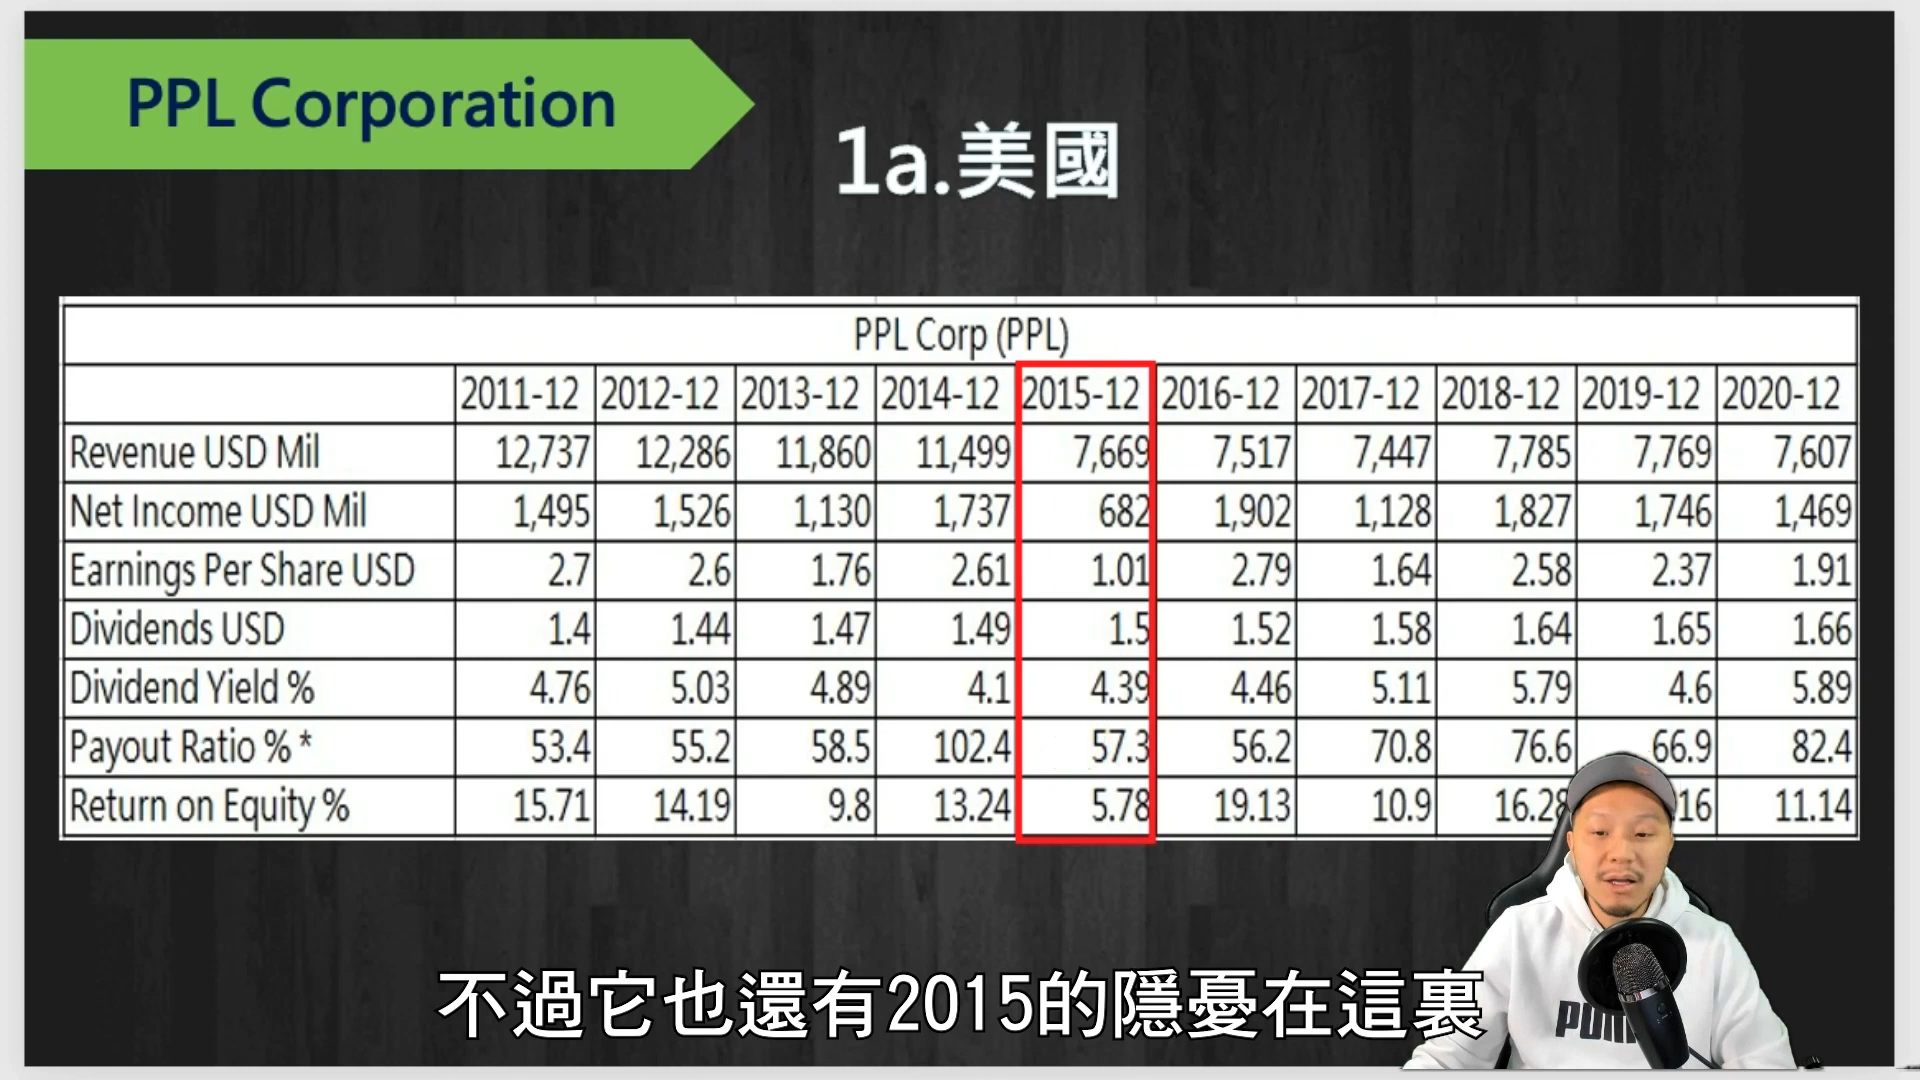 PPL Corporation
1a.美國
PPL Corp (PPL)
2011-12 2012-12 2013-12 2014-12 2015-12 2016-12 2017-12 2018-12 2019-12 2020-12
Revenue USD Mil 12,737 12,286 11,860 11,499 7,669 7,517 7,447 7,785 7,769 7,607
Net Income USD Mil 1,495 1,526 1,130 1,737 682 1,902 1,128 1,827 1,746 1,469
Earnings Per Share USD 2.7 2.6 1.76 2.61 1.01 2.79 1.64 2.58 2.37 1.91
Dividends USD 1.4 1.44 1.47 1.49 1.5 1.52 1.58 1.64 1.65 1.66
Dividend Yield % 4.76 5.03 4.89 4.1 4.39 4.46 5.11 5.79 4.6 5.89
Payout Ratio % * 53.4 55.2 58.5 102.4 57.3 56.2 70.8 76.6 66.9 82.4
Return on Equity % 15.71 14.19 9.8 13.24 5.78 19.13 10.9 16.28 16 11.14
不過它也還有2015的隱憂在這裏